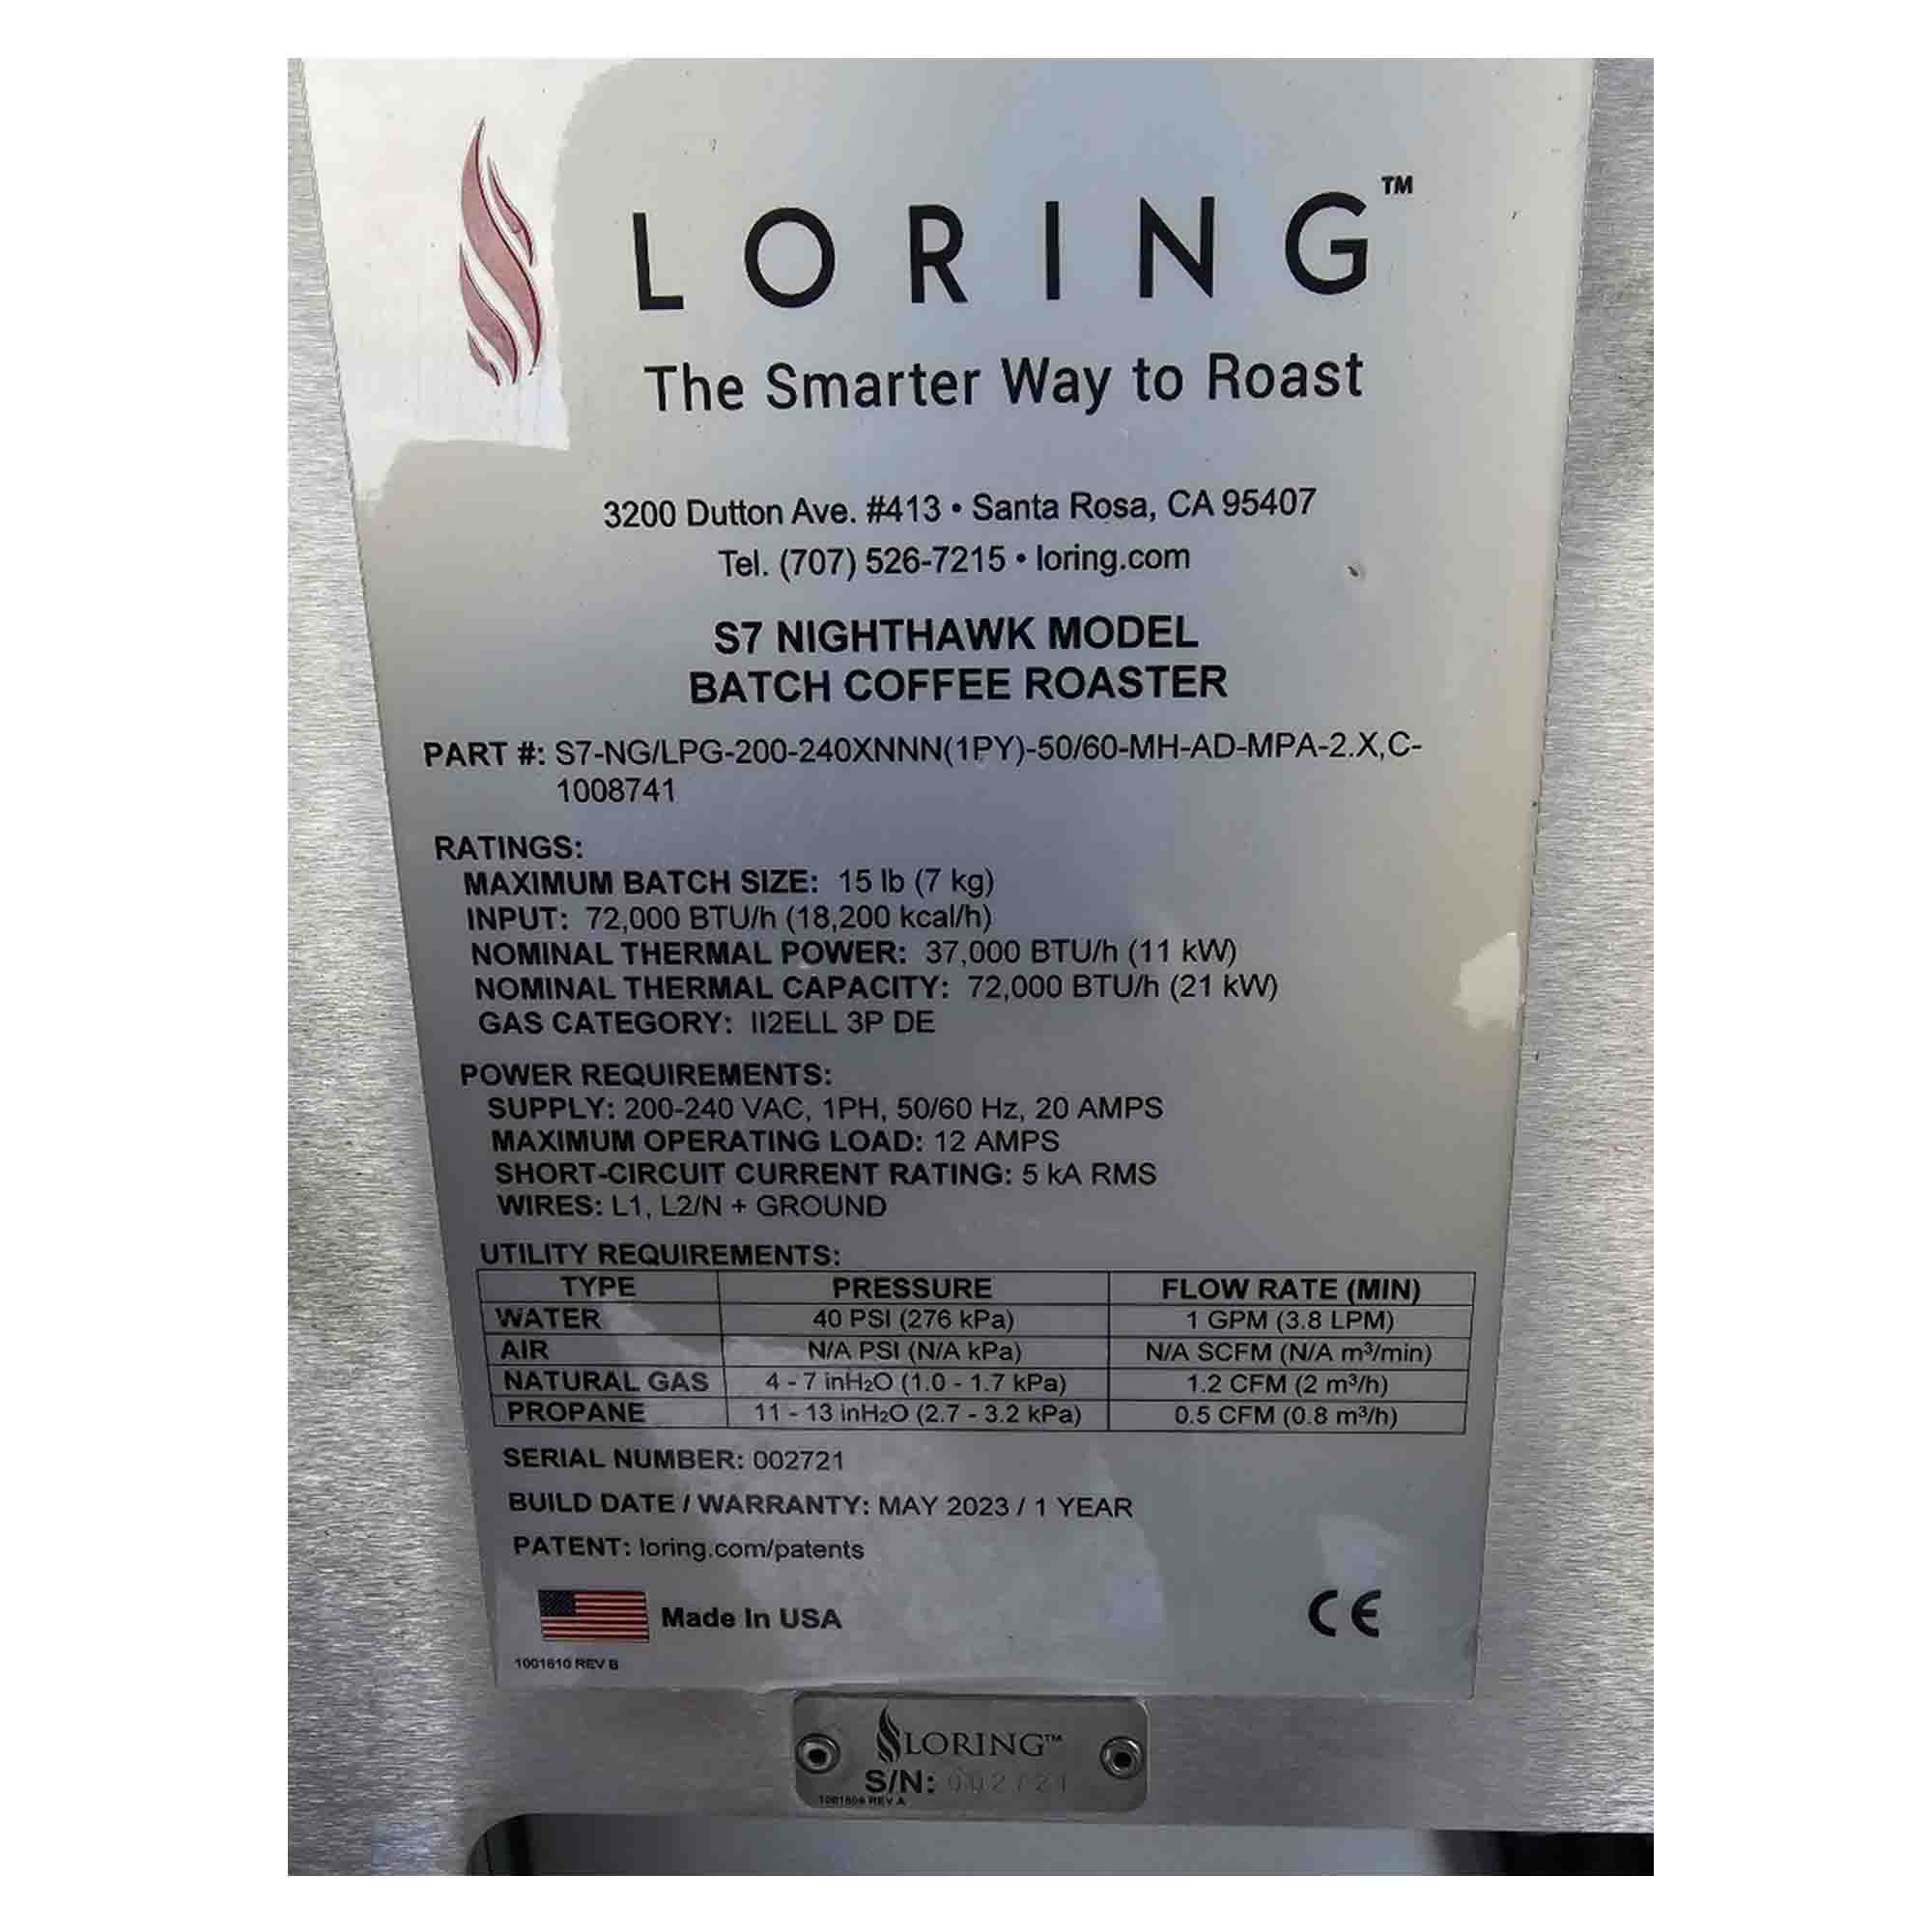 LORING™
The Smarter Way to Roast
3200 Dutton Ave. #413 • Santa Rosa, CA 95407
Tel. (707) 526-7215 • loring.com
S7 NIGHTHAWK MODEL
BATCH COFFEE ROASTER
PART #: S7-NG/LPG-200-240XNNN(1PY)-50/60-MH-AD-MPA-2.X,C-
1008741
RATINGS:
MAXIMUM BATCH SIZE: 15 lb (7 kg)
INPUT: 72,000 BTU/h (18,200 kcal/h)
NOMINAL THERMAL POWER: 37,000 BTU/h (11 kW)
NOMINAL THERMAL CAPACITY: 72,000 BTU/h (21 kW)
GAS CATEGORY: II2ELL 3P DE
POWER REQUIREMENTS:
SUPPLY: 200-240 VAC, 1PH, 50/60 Hz, 20 AMPS
MAXIMUM OPERATING LOAD: 12 AMPS
SHORT-CIRCUIT CURRENT RATING: 5 kA RMS
WIRES: L1, L2/N + GROUND
UTILITY REQUIREMENTS:
TYPE PRESSURE FLOW RATE (MIN)
WATER 40 PSI (276 kPa) 1 GPM (3.8 LPM)
AIR N/A PSI (N/A kPa) N/A SCFM (N/A m³/min)
NATURAL GAS 4 - 7 inH₂O (1.0 - 1.7 kPa) 1.2 CFM (2 m³/h)
PROPANE 11 - 13 inH₂O (2.7 - 3.2 kPa) 0.5 CFM (0.8 m³/h)
SERIAL NUMBER: 002721
BUILD DATE / WARRANTY: MAY 2023 / 1 YEAR
PATENT: loring.com/patents
Made In USA
CE
1001610 REV B
LORING™
S/N: 002721
REV A